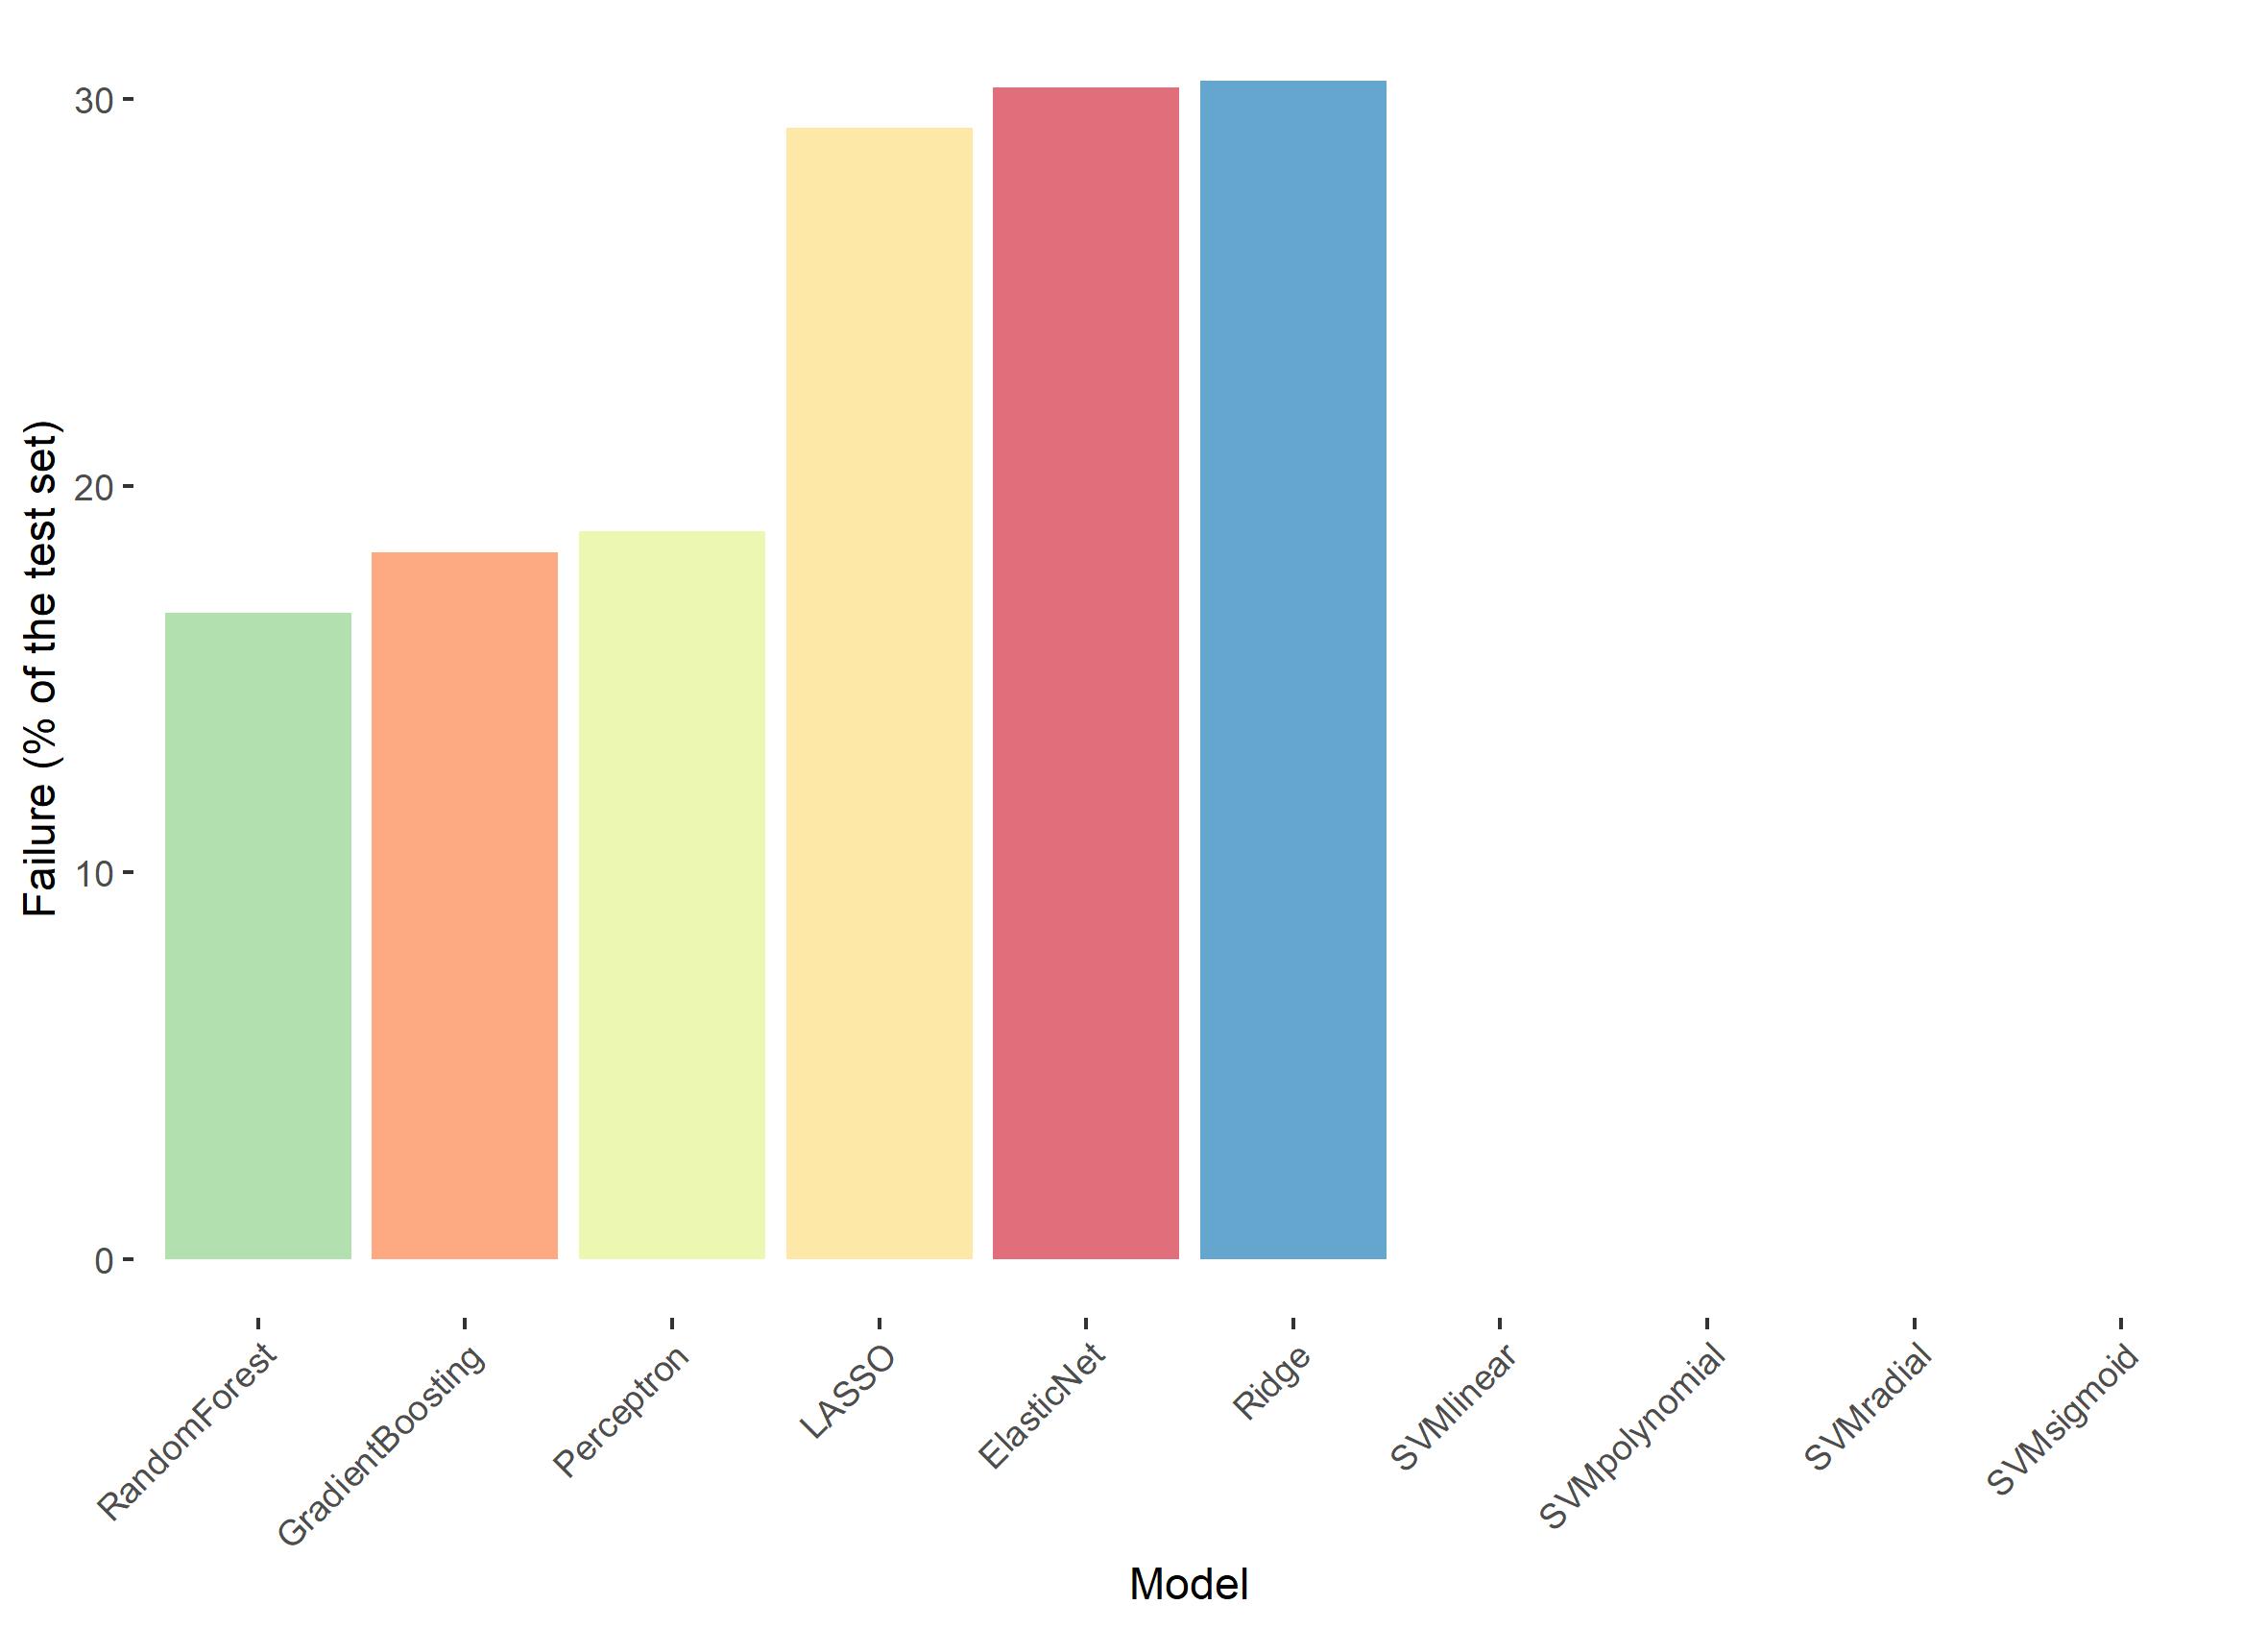 Failure (% of the test set)
30
20
10
0
RandomForest
GradientBoosting
Perceptron
LASSO
ElasticNet
Ridge
SVMlinear
SVMpolynomial
SVMradial
SVMsigmoid
Model